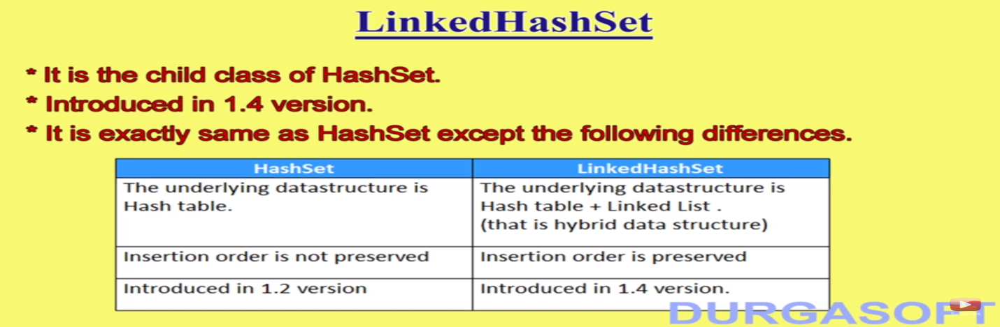 LinkedHashSet
* It is the child class of HashSet.
* Introduced in 1.4 version.
* It is exactly same as HashSet except the following differences.
HashSet
LinkedHashSet
The underlying datastructure is
Hash table.
The underlying datastructure is
Hash table + Linked List .
(that is hybrid data structure)
Insertion order is not preserved
Insertion order is preserved
Introduced in 1.2 version
Introduced in 1.4 version.
DURGASOFT